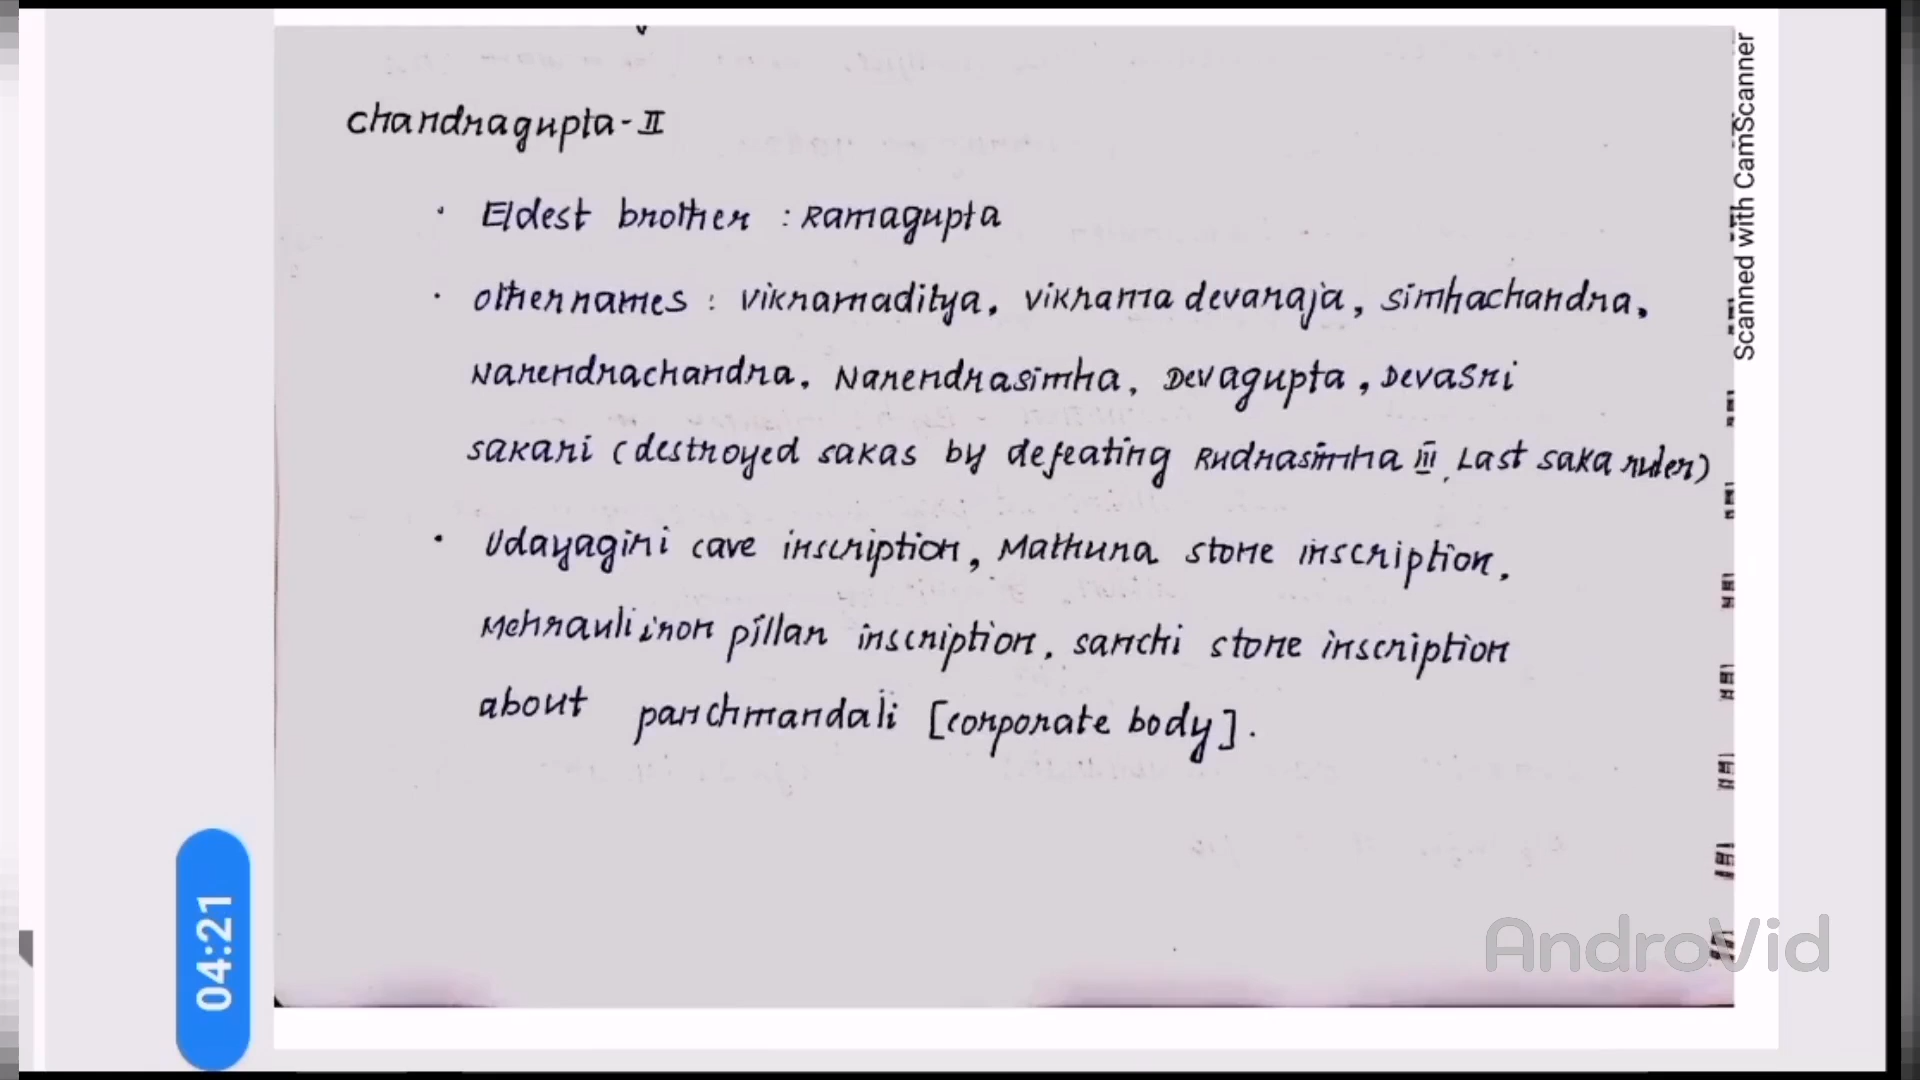 Chandragupta-II
· Eldest brother : Ramagupta
· Other names : Vikramaditya, Vikrama devaraja, Simhachandra,
Narendrachandra, Narendrasimha, Devagupta, Devasri
Sakari (destroyed sakas by defeating Rudrasimha III, Last saka ruler)
· Udayagiri cave inscription, Mathura stone inscription,
Mehrauli iron pillar inscription, sanchi stone inscription
about panchmandali [corporate body].
Scanned with CamScanner
04:21
AndroVid